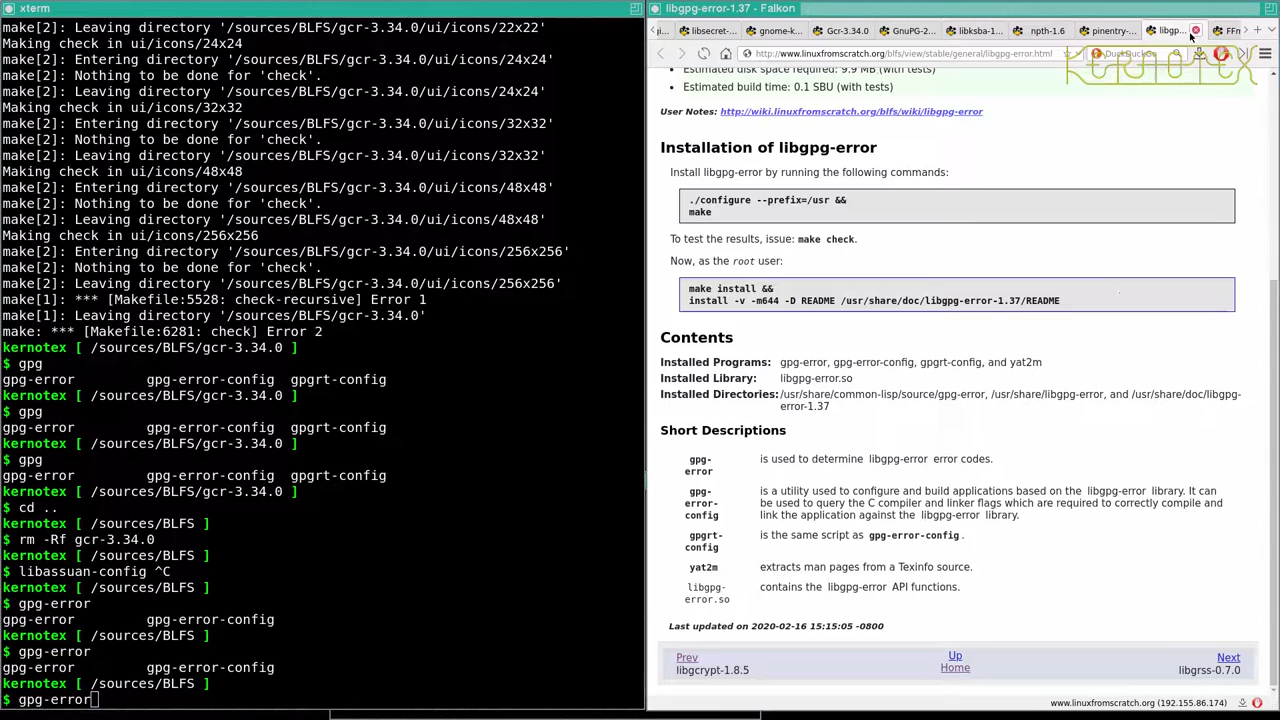 xterm
make[2]: Leaving directory '/sources/BLFS/gcr-3.34.0/ui/icons/22x22'
Making check in ui/icons/24x24
make[2]: Entering directory '/sources/BLFS/gcr-3.34.0/ui/icons/24x24'
make[2]: Nothing to be done for 'check'.
make[2]: Leaving directory '/sources/BLFS/gcr-3.34.0/ui/icons/24x24'
Making check in ui/icons/32x32
make[2]: Entering directory '/sources/BLFS/gcr-3.34.0/ui/icons/32x32'
make[2]: Nothing to be done for 'check'.
make[2]: Leaving directory '/sources/BLFS/gcr-3.34.0/ui/icons/32x32'
Making check in ui/icons/48x48
make[2]: Entering directory '/sources/BLFS/gcr-3.34.0/ui/icons/48x48'
make[2]: Nothing to be done for 'check'.
make[2]: Leaving directory '/sources/BLFS/gcr-3.34.0/ui/icons/48x48'
Making check in ui/icons/256x256
make[2]: Entering directory '/sources/BLFS/gcr-3.34.0/ui/icons/256x256'
make[2]: Nothing to be done for 'check'.
make[2]: Leaving directory '/sources/BLFS/gcr-3.34.0/ui/icons/256x256'
make[1]: *** [Makefile:5528: check-recursive] Error 1
make[1]: Leaving directory '/sources/BLFS/gcr-3.34.0'
make: *** [Makefile:6281: check] Error 2
kernotex [ /sources/BLFS/gcr-3.34.0 ]
$ gpg
gpg-error gpg-error-config gpgrt-config
kernotex [ /sources/BLFS/gcr-3.34.0 ]
$ gpg
gpg-error gpg-error-config gpgrt-config
kernotex [ /sources/BLFS/gcr-3.34.0 ]
$ gpg
gpg-error gpg-error-config gpgrt-config
kernotex [ /sources/BLFS/gcr-3.34.0 ]
$ cd ..
kernotex [ /sources/BLFS ]
$ rm -Rf gcr-3.34.0
kernotex [ /sources/BLFS ]
$ libassuan-config ^C
kernotex [ /sources/BLFS ]
$ gpg-error
gpg-error gpg-error-config
kernotex [ /sources/BLFS ]
$ gpg-error
gpg-error gpg-error-config
kernotex [ /sources/BLFS ]
$ gpg-error
libgpg-error-1.37 - Falkon
libsecret-... gnome-k... Gcr-3.34.0 GnuPG-2... libksba-1... npth-1.6 pinentry-... libgp... FFm
http://www.linuxfromscratch.org/blfs/view/stable/general/libgpg-error.html DuckDuckGo
KERNOTEX
Estimated disk space required: 9.9 MB (with tests)
Estimated build time: 0.1 SBU (with tests)
User Notes: http://wiki.linuxfromscratch.org/blfs/wiki/libgpg-error
Installation of libgpg-error
Install libgpg-error by running the following commands:
./configure --prefix=/usr &&
make
To test the results, issue: make check.
Now, as the root user:
make install &&
install -v -m644 -D README /usr/share/doc/libgpg-error-1.37/README
Contents
Installed Programs: gpg-error, gpg-error-config, gpgrt-config, and yat2m
Installed Library: libgpg-error.so
Installed Directories: /usr/share/common-lisp/source/gpg-error, /usr/share/libgpg-error, and /usr/share/doc/libgpg-
error-1.37
Short Descriptions
gpg-
error
is used to determine libgpg-error error codes.
gpg-
error-
config
is a utility used to configure and build applications based on the libgpg-error library. It can
be used to query the C compiler and linker flags which are required to correctly compile and
link the application against the libgpg-error library.
gpgrt-
config
is the same script as gpg-error-config.
yat2m
extracts man pages from a Texinfo source.
libgpg-
error.so
contains the libgpg-error API functions.
Last updated on 2020-02-16 15:15:05 -0800
Prev Up Next
libgcrypt-1.8.5 Home libgrss-0.7.0
www.linuxfromscratch.org (192.155.86.174)